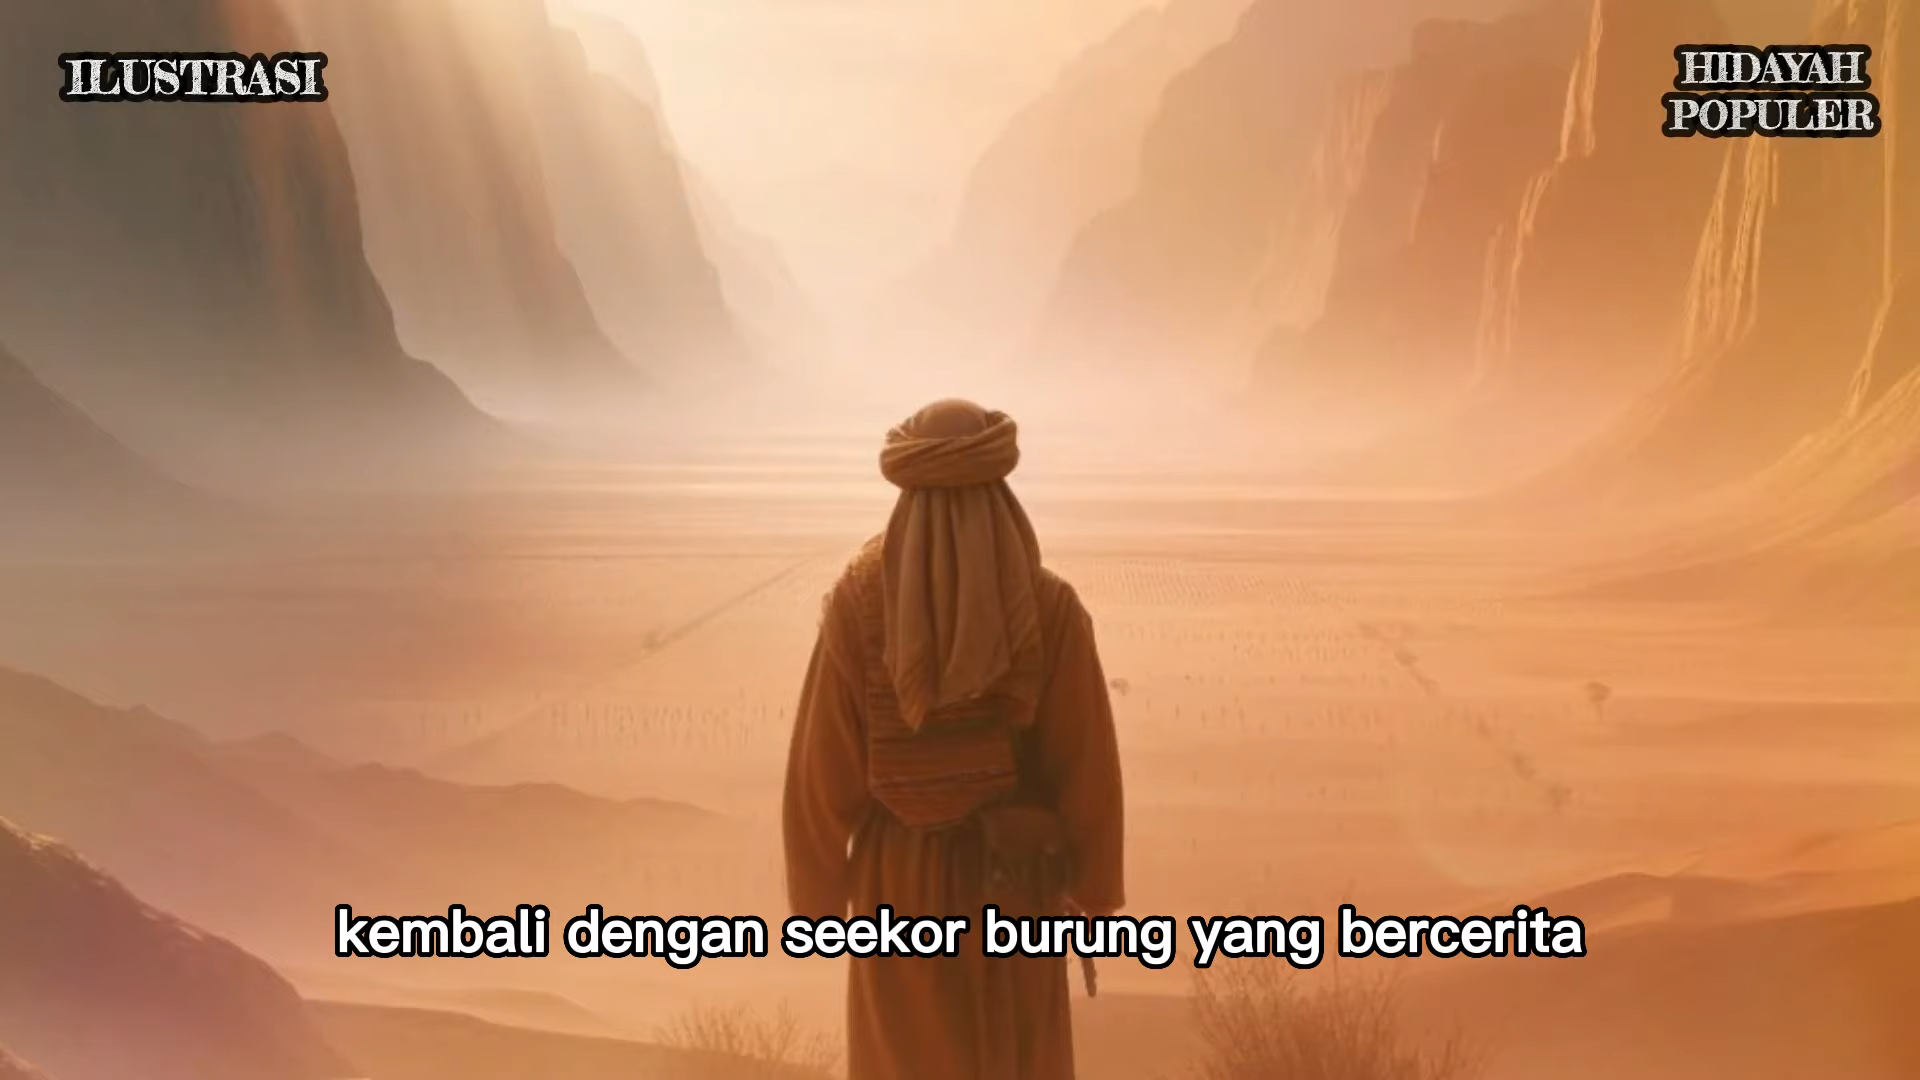 ILUSTRASI
HIDAYAH
POPULER
kembali dengan seekor burung yang bercerita